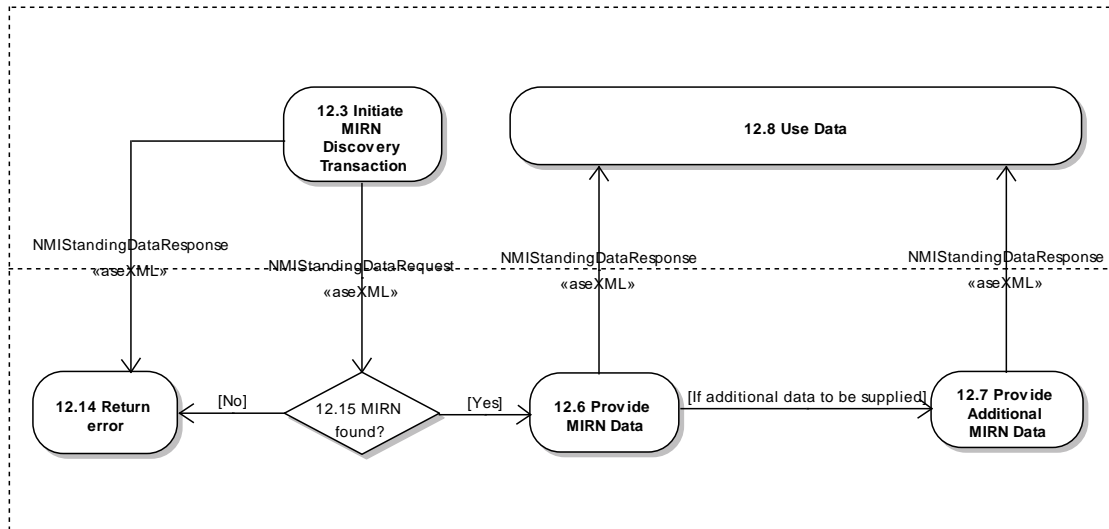 12.3 Initiate
MIRN
Discovery
Transaction
12.8 Use Data
NMIStandingDataResponse
«aseXML»
NMIStandingDataRequest
«aseXML»
NMIStandingDataResponse
«aseXML»
NMIStandingDataResponse
«aseXML»
12.14 Return
error
[No]
12.15 MIRN
found?
[Yes]
12.6 Provide
MIRN Data
[If additional data to be supplied]
12.7 Provide
Additional
MIRN Data